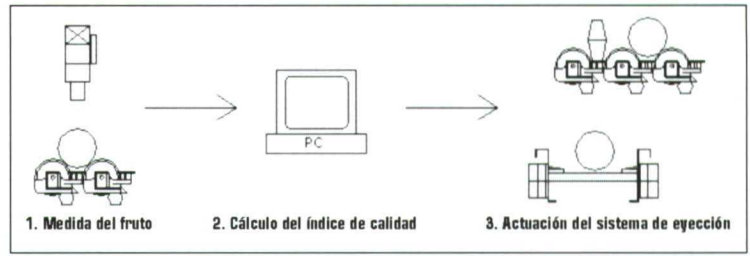 PC
1. Medida del fruto
2. Cálculo del índice de calidad
3. Actuación del sistema de eyección